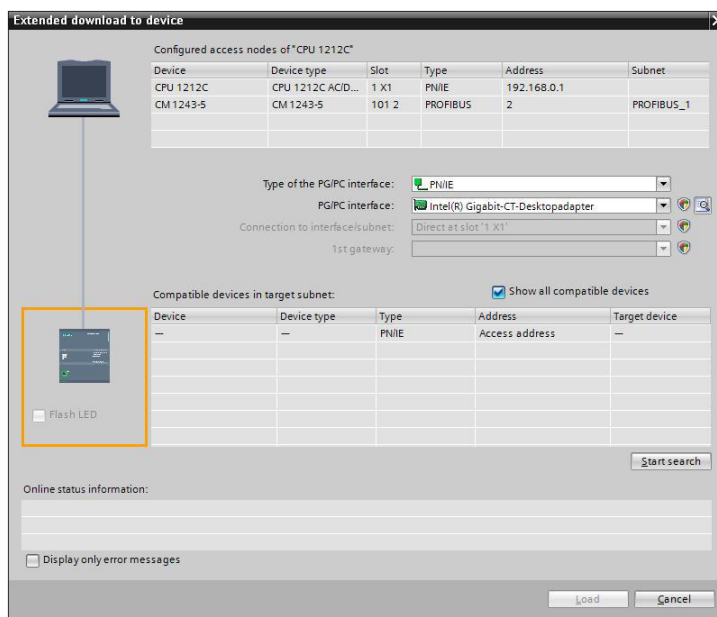 Extended download to device
Configured access nodes of "CPU 1212C"
Device Device type Slot Type Address Subnet
CPU 1212C CPU 1212C AC/D... 1 X1 PN/IE 192.168.0.1
CM 1243-5 CM 1243-5 101 2 PROFIBUS 2 PROFIBUS_1
Type of the PG/PC interface: PN/IE
PG/PC interface: Intel(R) Gigabit-CT-Desktopadapter
Connection to interface/subnet: Direct at slot '1 X1'
1st gateway:
Compatible devices in target subnet: Show all compatible devices
Device Device type Type Address Target device
— — PN/IE Access address —
Flash LED
Start search
Online status information:
Display only error messages
Load Cancel